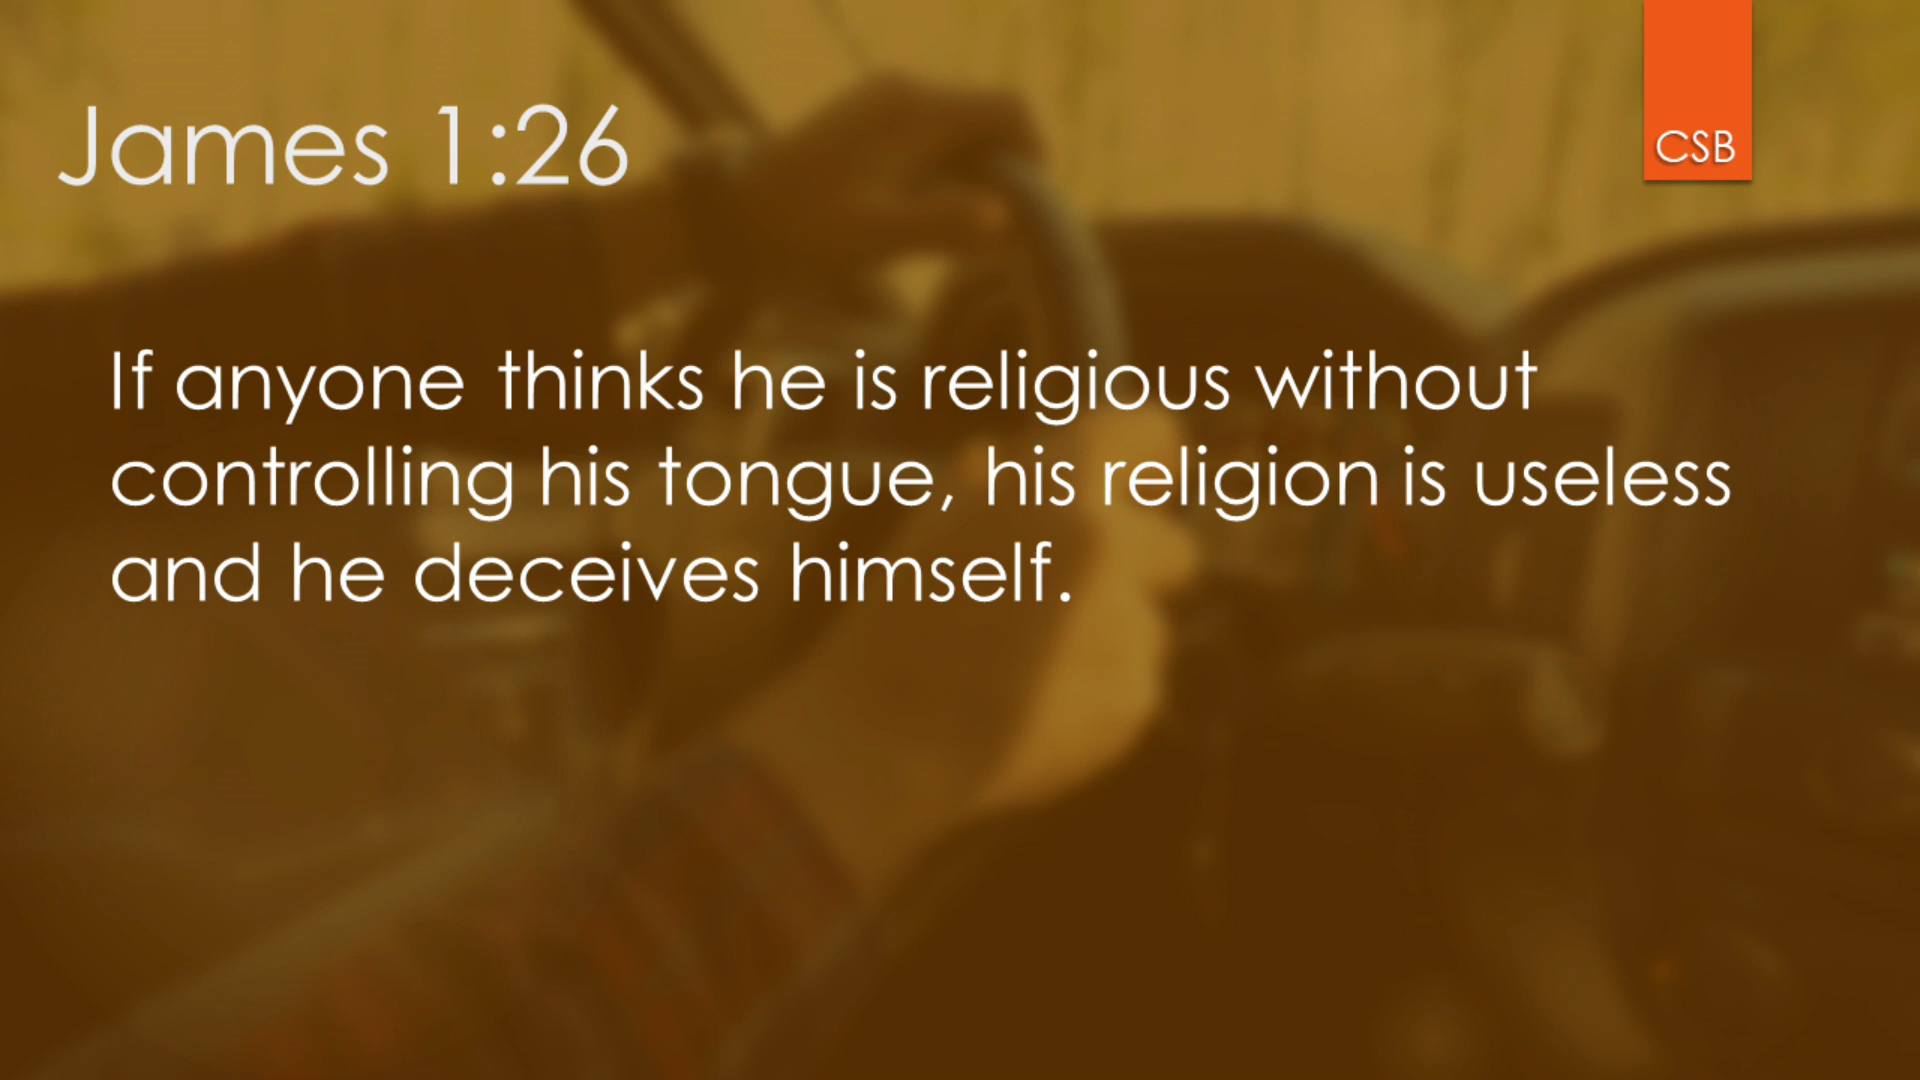 James 1:26
CSB
If anyone thinks he is religious without
controlling his tongue, his religion is useless
and he deceives himself.